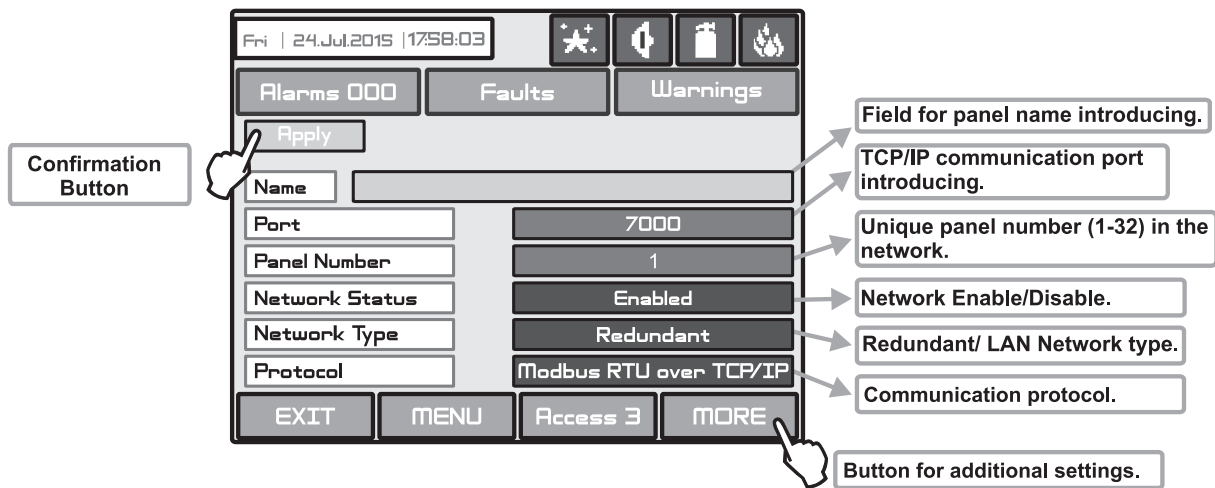 Fri | 24.Jul.2015 | 17:58:03
Alarms 000
Faults
Warnings
Apply
Confirmation
Button
Name
Field for panel name introducing.
Port
7000
TCP/IP communication port
introducing.
Panel Number
1
Unique panel number (1-32) in the
network.
Network Status
Enabled
Network Enable/Disable.
Network Type
Redundant
Redundant/ LAN Network type.
Protocol
Modbus RTU over TCP/IP
Communication protocol.
EXIT
MENU
Access 3
MORE
Button for additional settings.